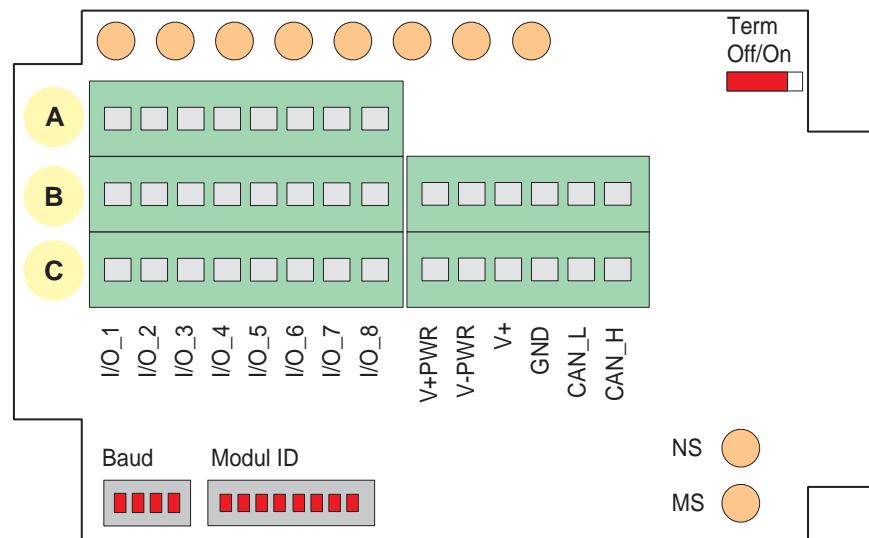 Term
Off/On
A
B
C
I/O_1
I/O_2
I/O_3
I/O_4
I/O_5
I/O_6
I/O_7
I/O_8
V+PWR
V-PWR
V+
GND
CAN_L
CAN_H
Baud
Modul ID
NS
MS